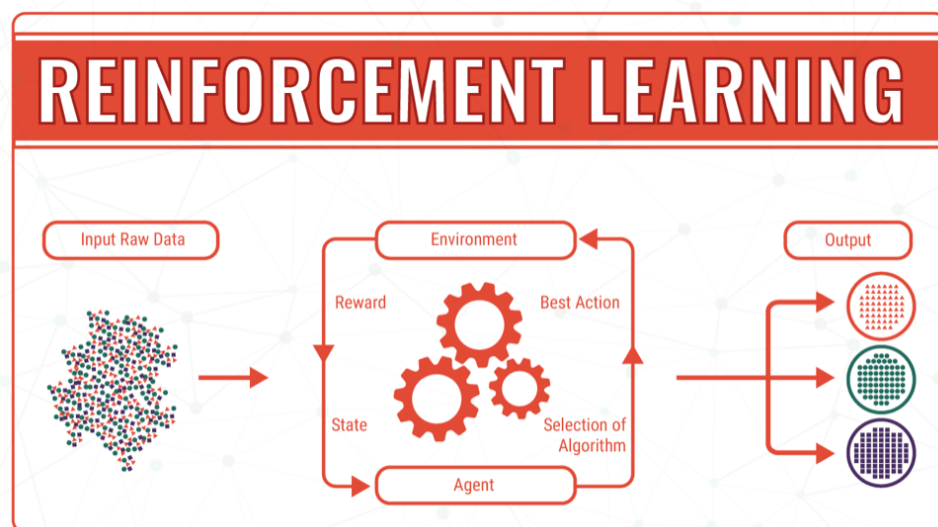 REINFORCEMENT LEARNING
Input Raw Data
Environment
Output
Reward
Best Action
State
Selection of
Algorithm
Agent